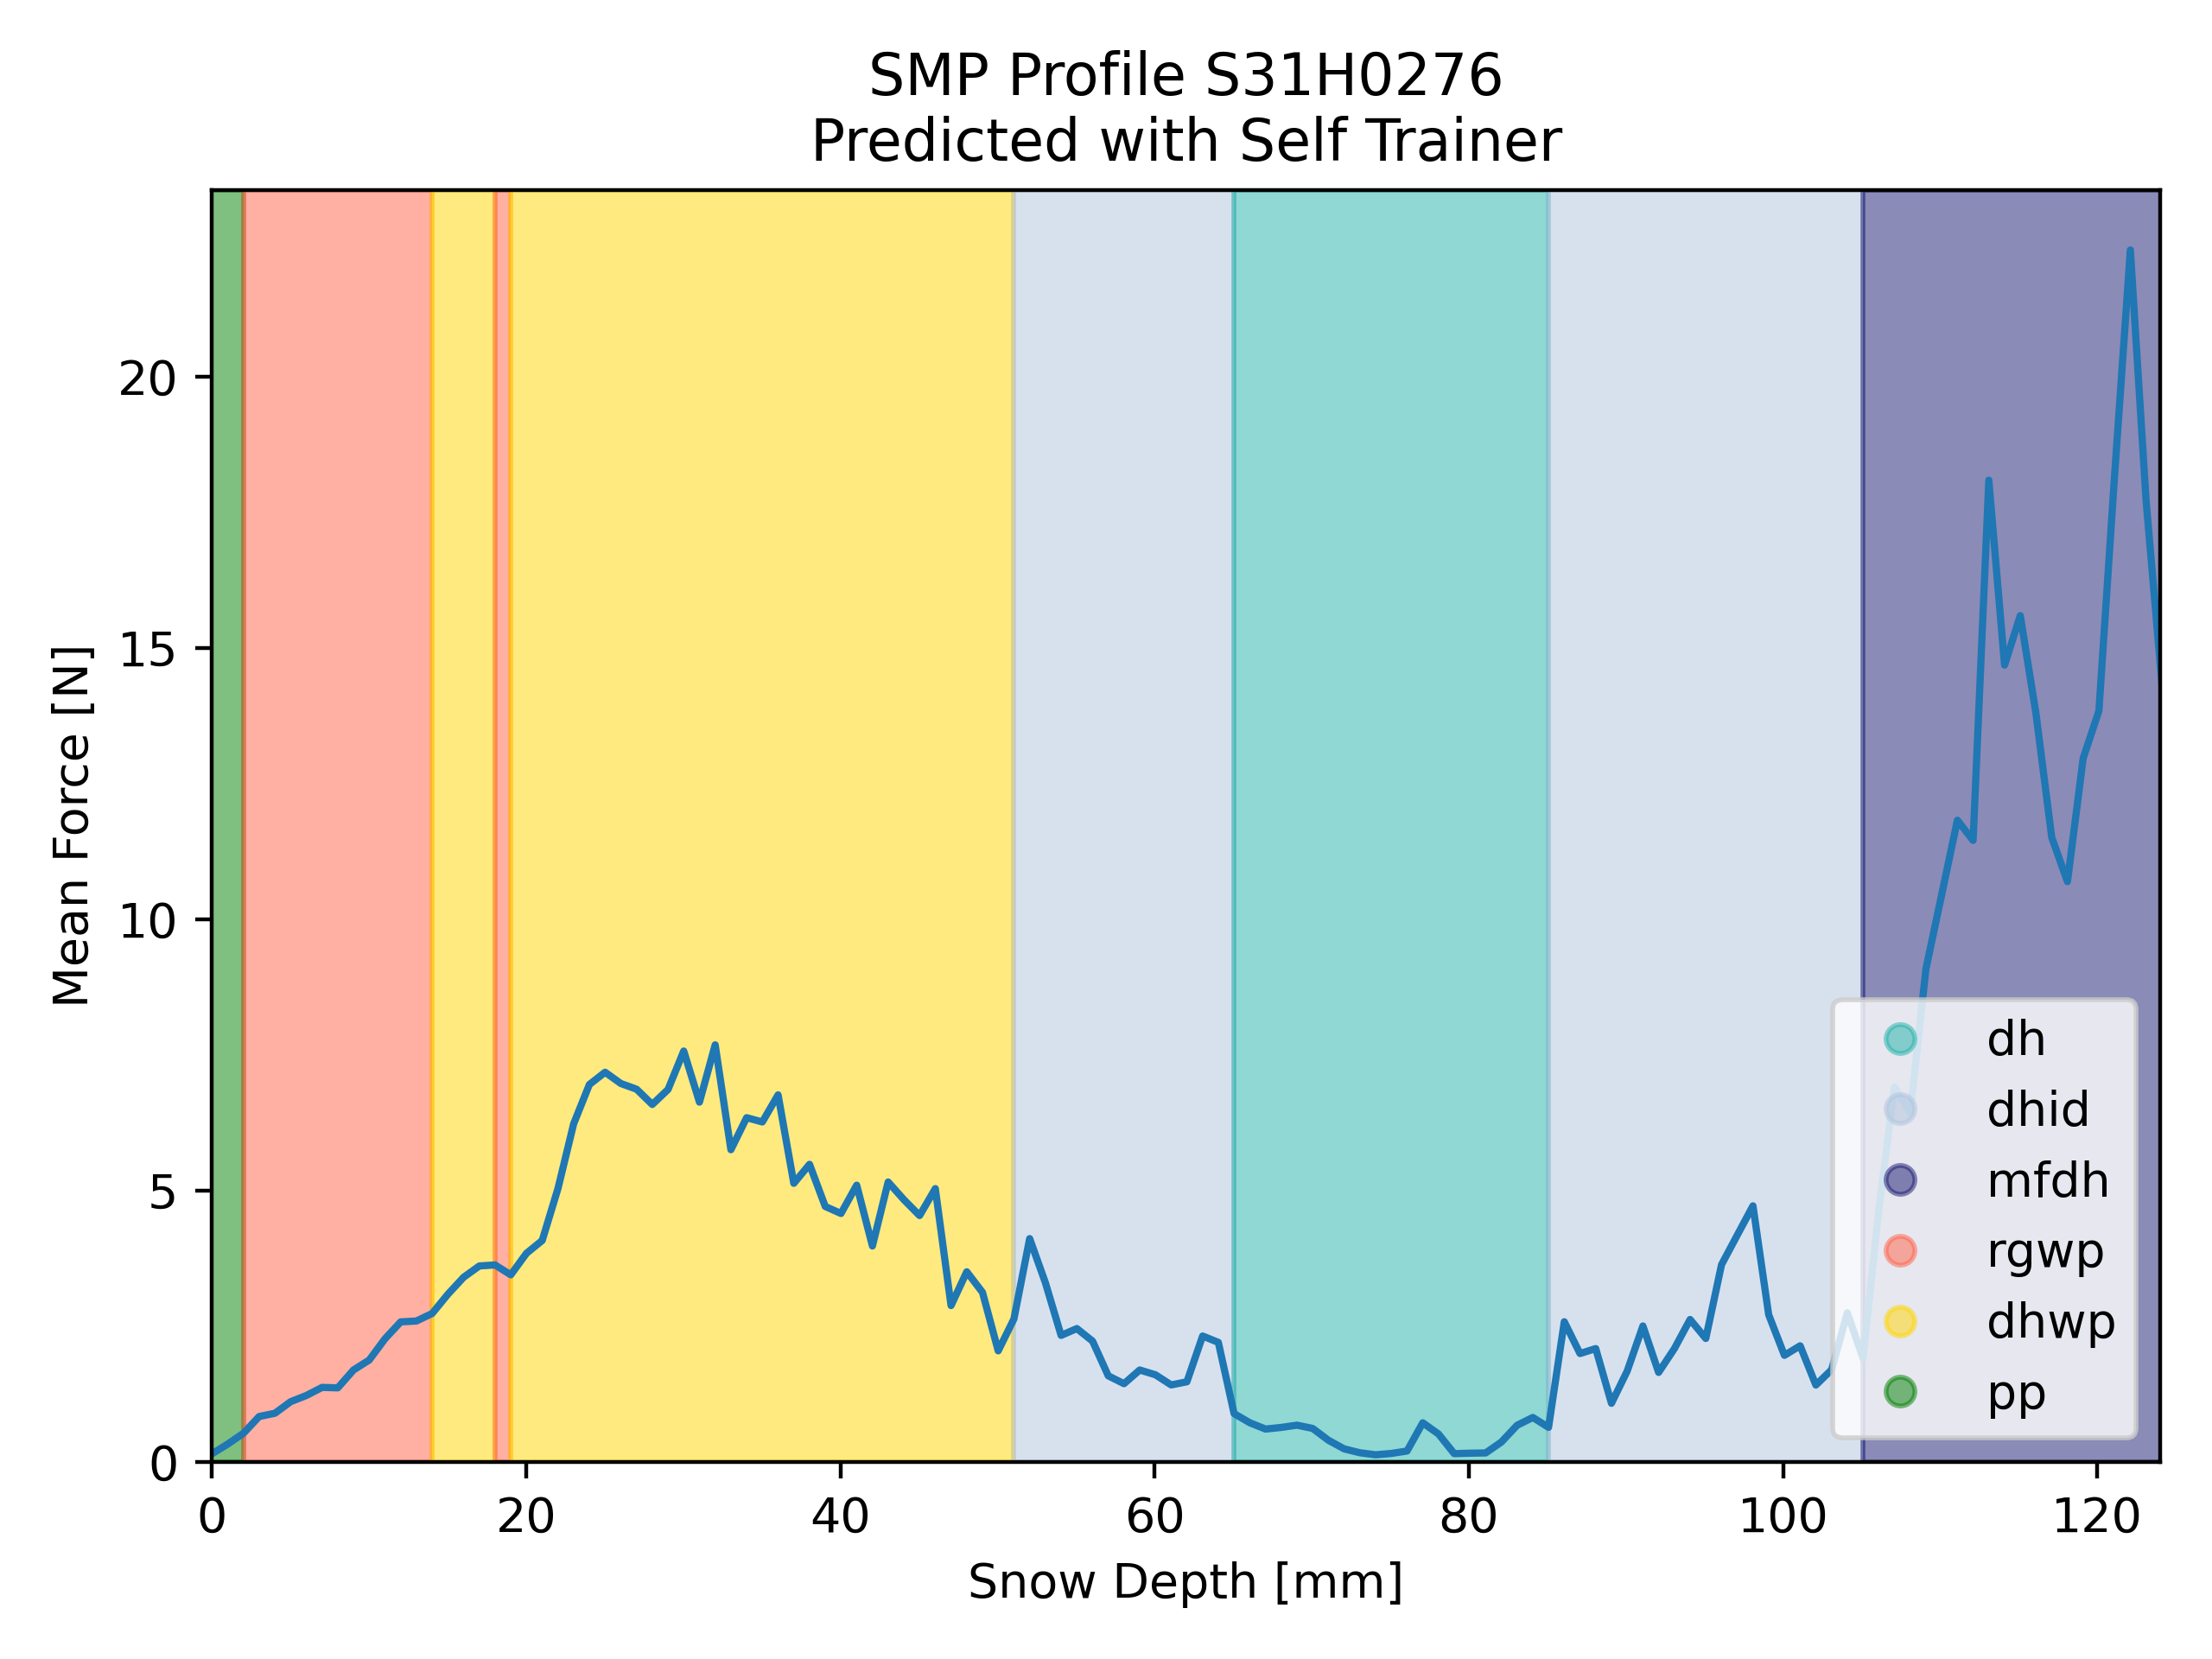 SMP Profile S31H0276
Predicted with Self Trainer
Mean Force [N]
20
15
10
5
0
dh
dhid
mfdh
rgwp
dhwp
pp
0 20 40 60 80 100 120
Snow Depth [mm]